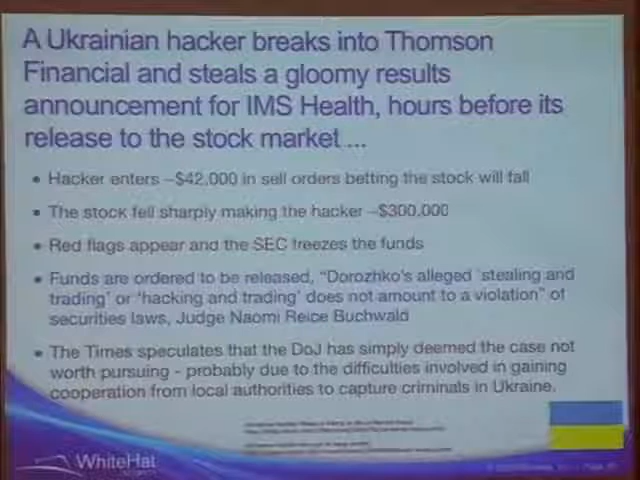 A Ukrainian hacker breaks into Thomson
Financial and steals a gloomy results
announcement for IMS Health, hours before its
release to the stock market ...
• Hacker enters ~$42,000 in sell orders betting the stock will fall
• The stock fell sharply making the hacker ~$300,000
• Red flags appear and the SEC freezes the funds
• Funds are ordered to be released, "Dorozhko's alleged 'stealing and
trading' or 'hacking and trading' does not amount to a violation" of
securities laws, Judge Naomi Reice Buchwald
• The Times speculates that the DoJ has simply deemed the case not
worth pursuing - probably due to the difficulties involved in gaining
cooperation from local authorities to capture criminals in Ukraine.
WhiteHat